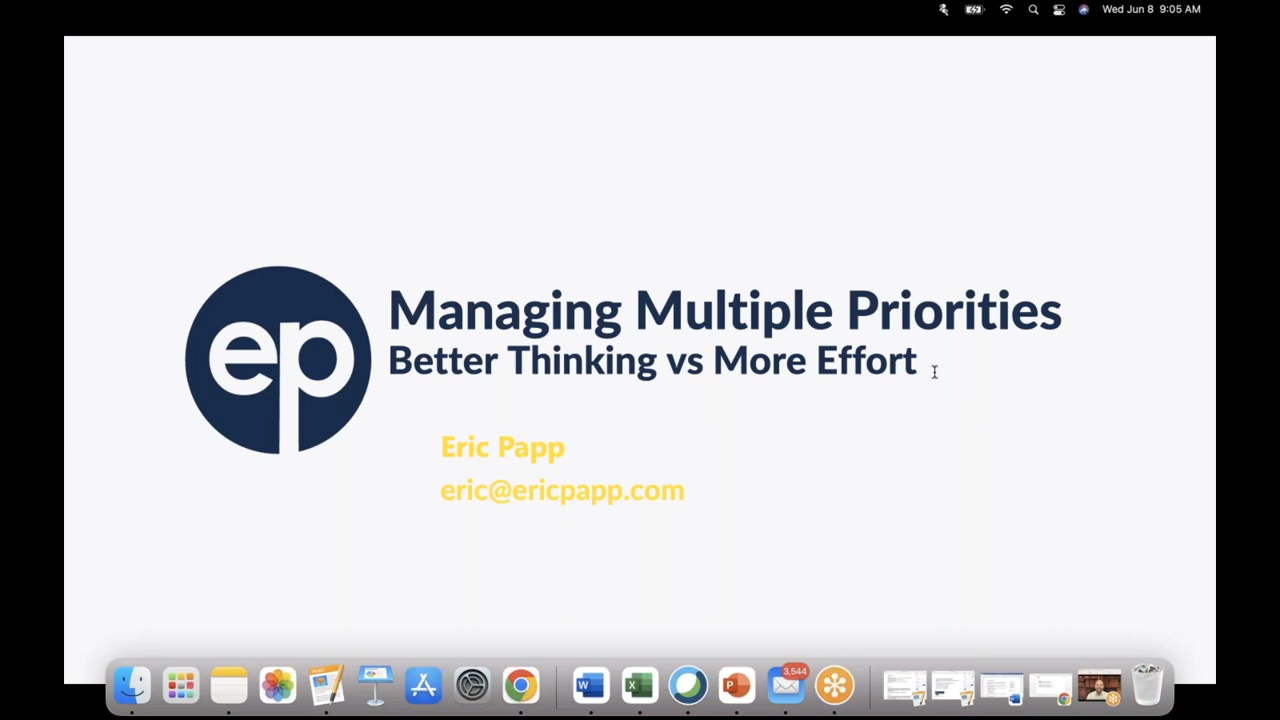 Wed Jun 8 9:05 AM
ep
Managing Multiple Priorities
Better Thinking vs More Effort
Eric Papp
eric@ericpapp.com
3,544
W
X
P